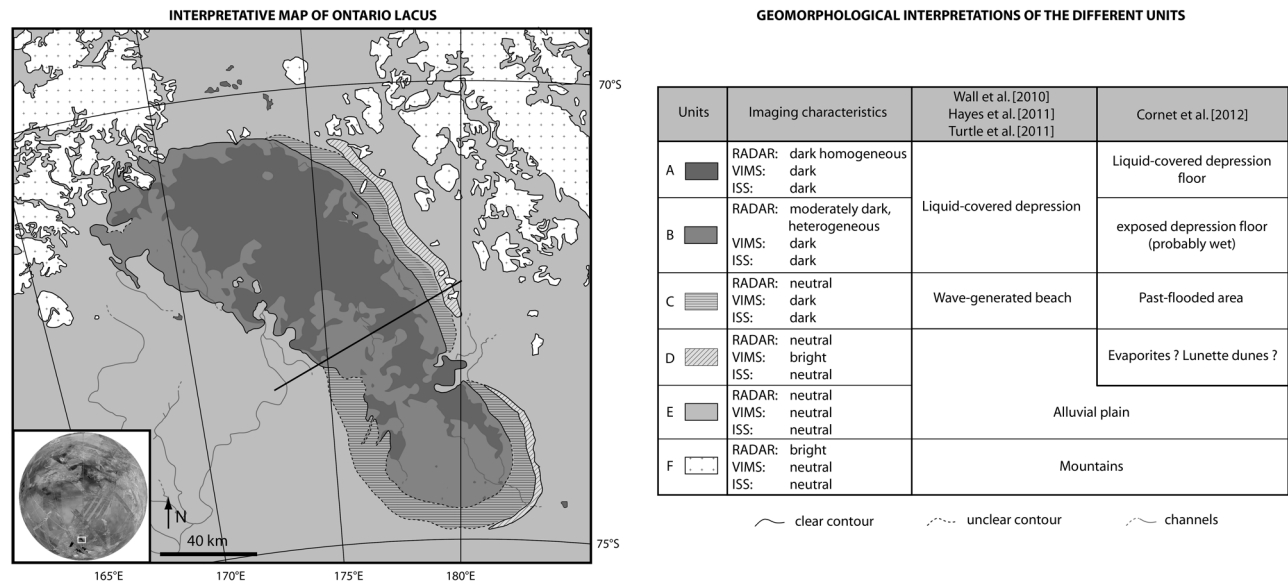 INTERPRETATIVE MAP OF ONTARIO LACUS
70°S
75°S
N
40 km
165°E 170°E 175°E 180°E
GEOMORPHOLOGICAL INTERPRETATIONS OF THE DIFFERENT UNITS
Units
Imaging characteristics
Wall et al. [2010]
Hayes et al. [2011]
Turtle et al. [2011]
Cornet et al. [2012]
A
RADAR: dark homogeneous
VIMS: dark
ISS: dark
Liquid-covered depression
Liquid-covered depression
floor
B
RADAR: moderately dark,
heterogeneous
VIMS: dark
ISS: dark
exposed depression floor
(probably wet)
C
RADAR: neutral
VIMS: dark
ISS: dark
Wave-generated beach
Past-flooded area
D
RADAR: neutral
VIMS: bright
ISS: neutral
Evaporites ? Lunette dunes ?
E
RADAR: neutral
VIMS: neutral
ISS: neutral
Alluvial plain
F
RADAR: bright
VIMS: neutral
ISS: neutral
Mountains
clear contour unclear contour channels